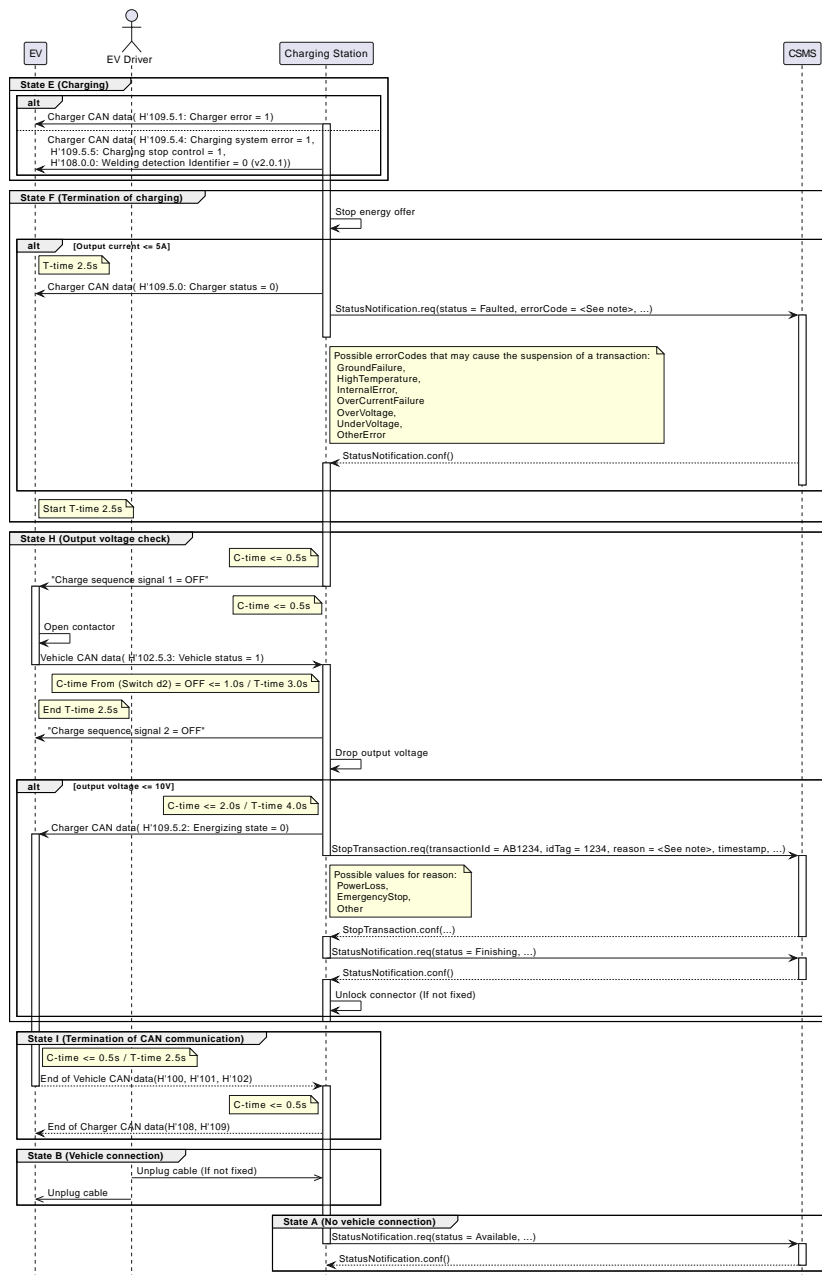 EV
EV Driver
Charging Station
CSMS
State E (Charging)
alt
Charger CAN data( H'109.5.1: Charger error = 1)
Charger CAN data( H'109.5.4: Charging system error = 1,
H'109.5.5: Charging stop control = 1,
H'108.0.0: Welding detection Identifier = 0 (v2.0.1))
State F (Termination of charging)
Stop energy offer
alt
[Output current <= 5A]
T-time 2.5s
Charger CAN data( H'109.5.0: Charger status = 0)
StatusNotification.req(status = Faulted, errorCode = <See note>, ...)
Possible errorCodes that may cause the suspension of a transaction:
GroundFailure,
HighTemperature,
InternalError,
OverCurrentFailure
OverVoltage,
UnderVoltage,
OtherError
StatusNotification.conf()
Start T-time 2.5s
State H (Output voltage check)
C-time <= 0.5s
"Charge sequence signal 1 = OFF"
C-time <= 0.5s
Open contactor
Vehicle CAN data( H'102.5.3: Vehicle status = 1)
C-time From (Switch d2) = OFF <= 1.0s / T-time 3.0s
End T-time 2.5s
"Charge sequence signal 2 = OFF"
Drop output voltage
alt
[output voltage <= 10V]
C-time <= 2.0s / T-time 4.0s
Charger CAN data( H'109.5.2: Energizing state = 0)
StopTransaction.req(transactionId = AB1234, idTag = 1234, reason = <See note>, timestamp, ...)
Possible values for reason:
PowerLoss,
EmergencyStop,
Other
StopTransaction.conf(...)
StatusNotification.req(status = Finishing, ...)
StatusNotification.conf()
Unlock connector (If not fixed)
State I (Termination of CAN communication)
C-time <= 0.5s / T-time 2.5s
End of Vehicle CAN data(H'100, H'101, H'102)
C-time <= 0.5s
End of Charger CAN data(H'108, H'109)
State B (Vehicle connection)
Unplug cable (If not fixed)
Unplug cable
State A (No vehicle connection)
StatusNotification.req(status = Available, ...)
StatusNotification.conf()